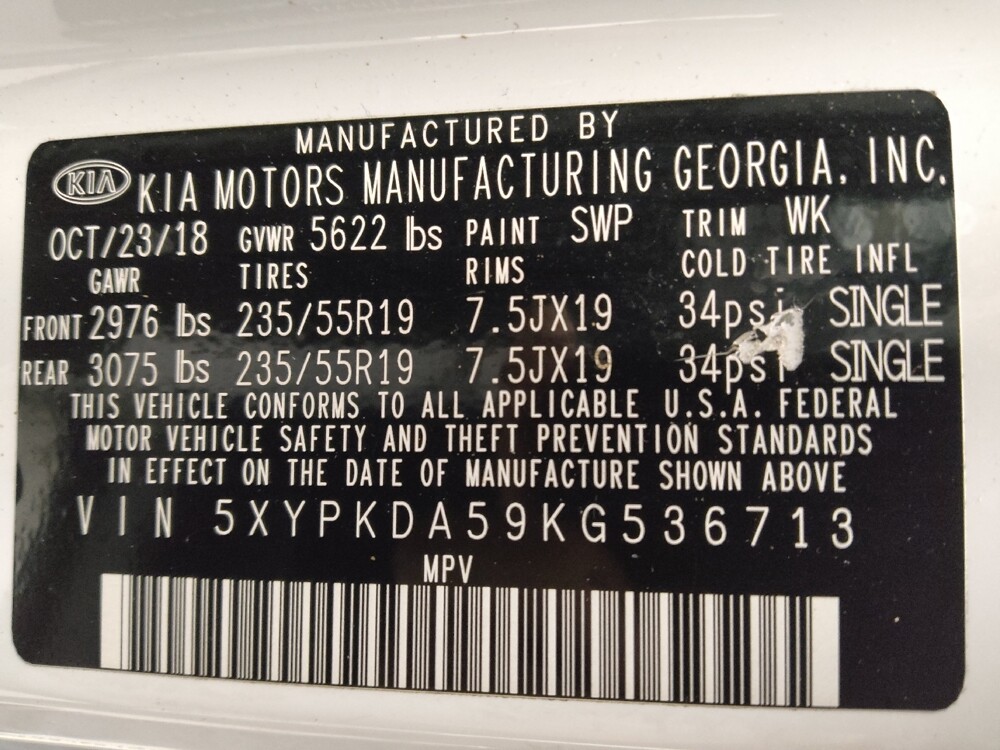 MANUFACTURED BY
KIA KIA MOTORS MANUFACTURING GEORGIA, INC.
OCT/23/18 GVWR 5622 lbs PAINT SWP TRIM WK
GAWR TIRES RIMS COLD TIRE INFL
FRONT 2976 lbs 235/55R19 7.5JX19 34psi SINGLE
REAR 3075 lbs 235/55R19 7.5JX19 34psi SINGLE
THIS VEHICLE CONFORMS TO ALL APPLICABLE U.S.A. FEDERAL
MOTOR VEHICLE SAFETY AND THEFT PREVENTION STANDARDS
IN EFFECT ON THE DATE OF MANUFACTURE SHOWN ABOVE
VIN 5XYPKDA59KG536713
MPV